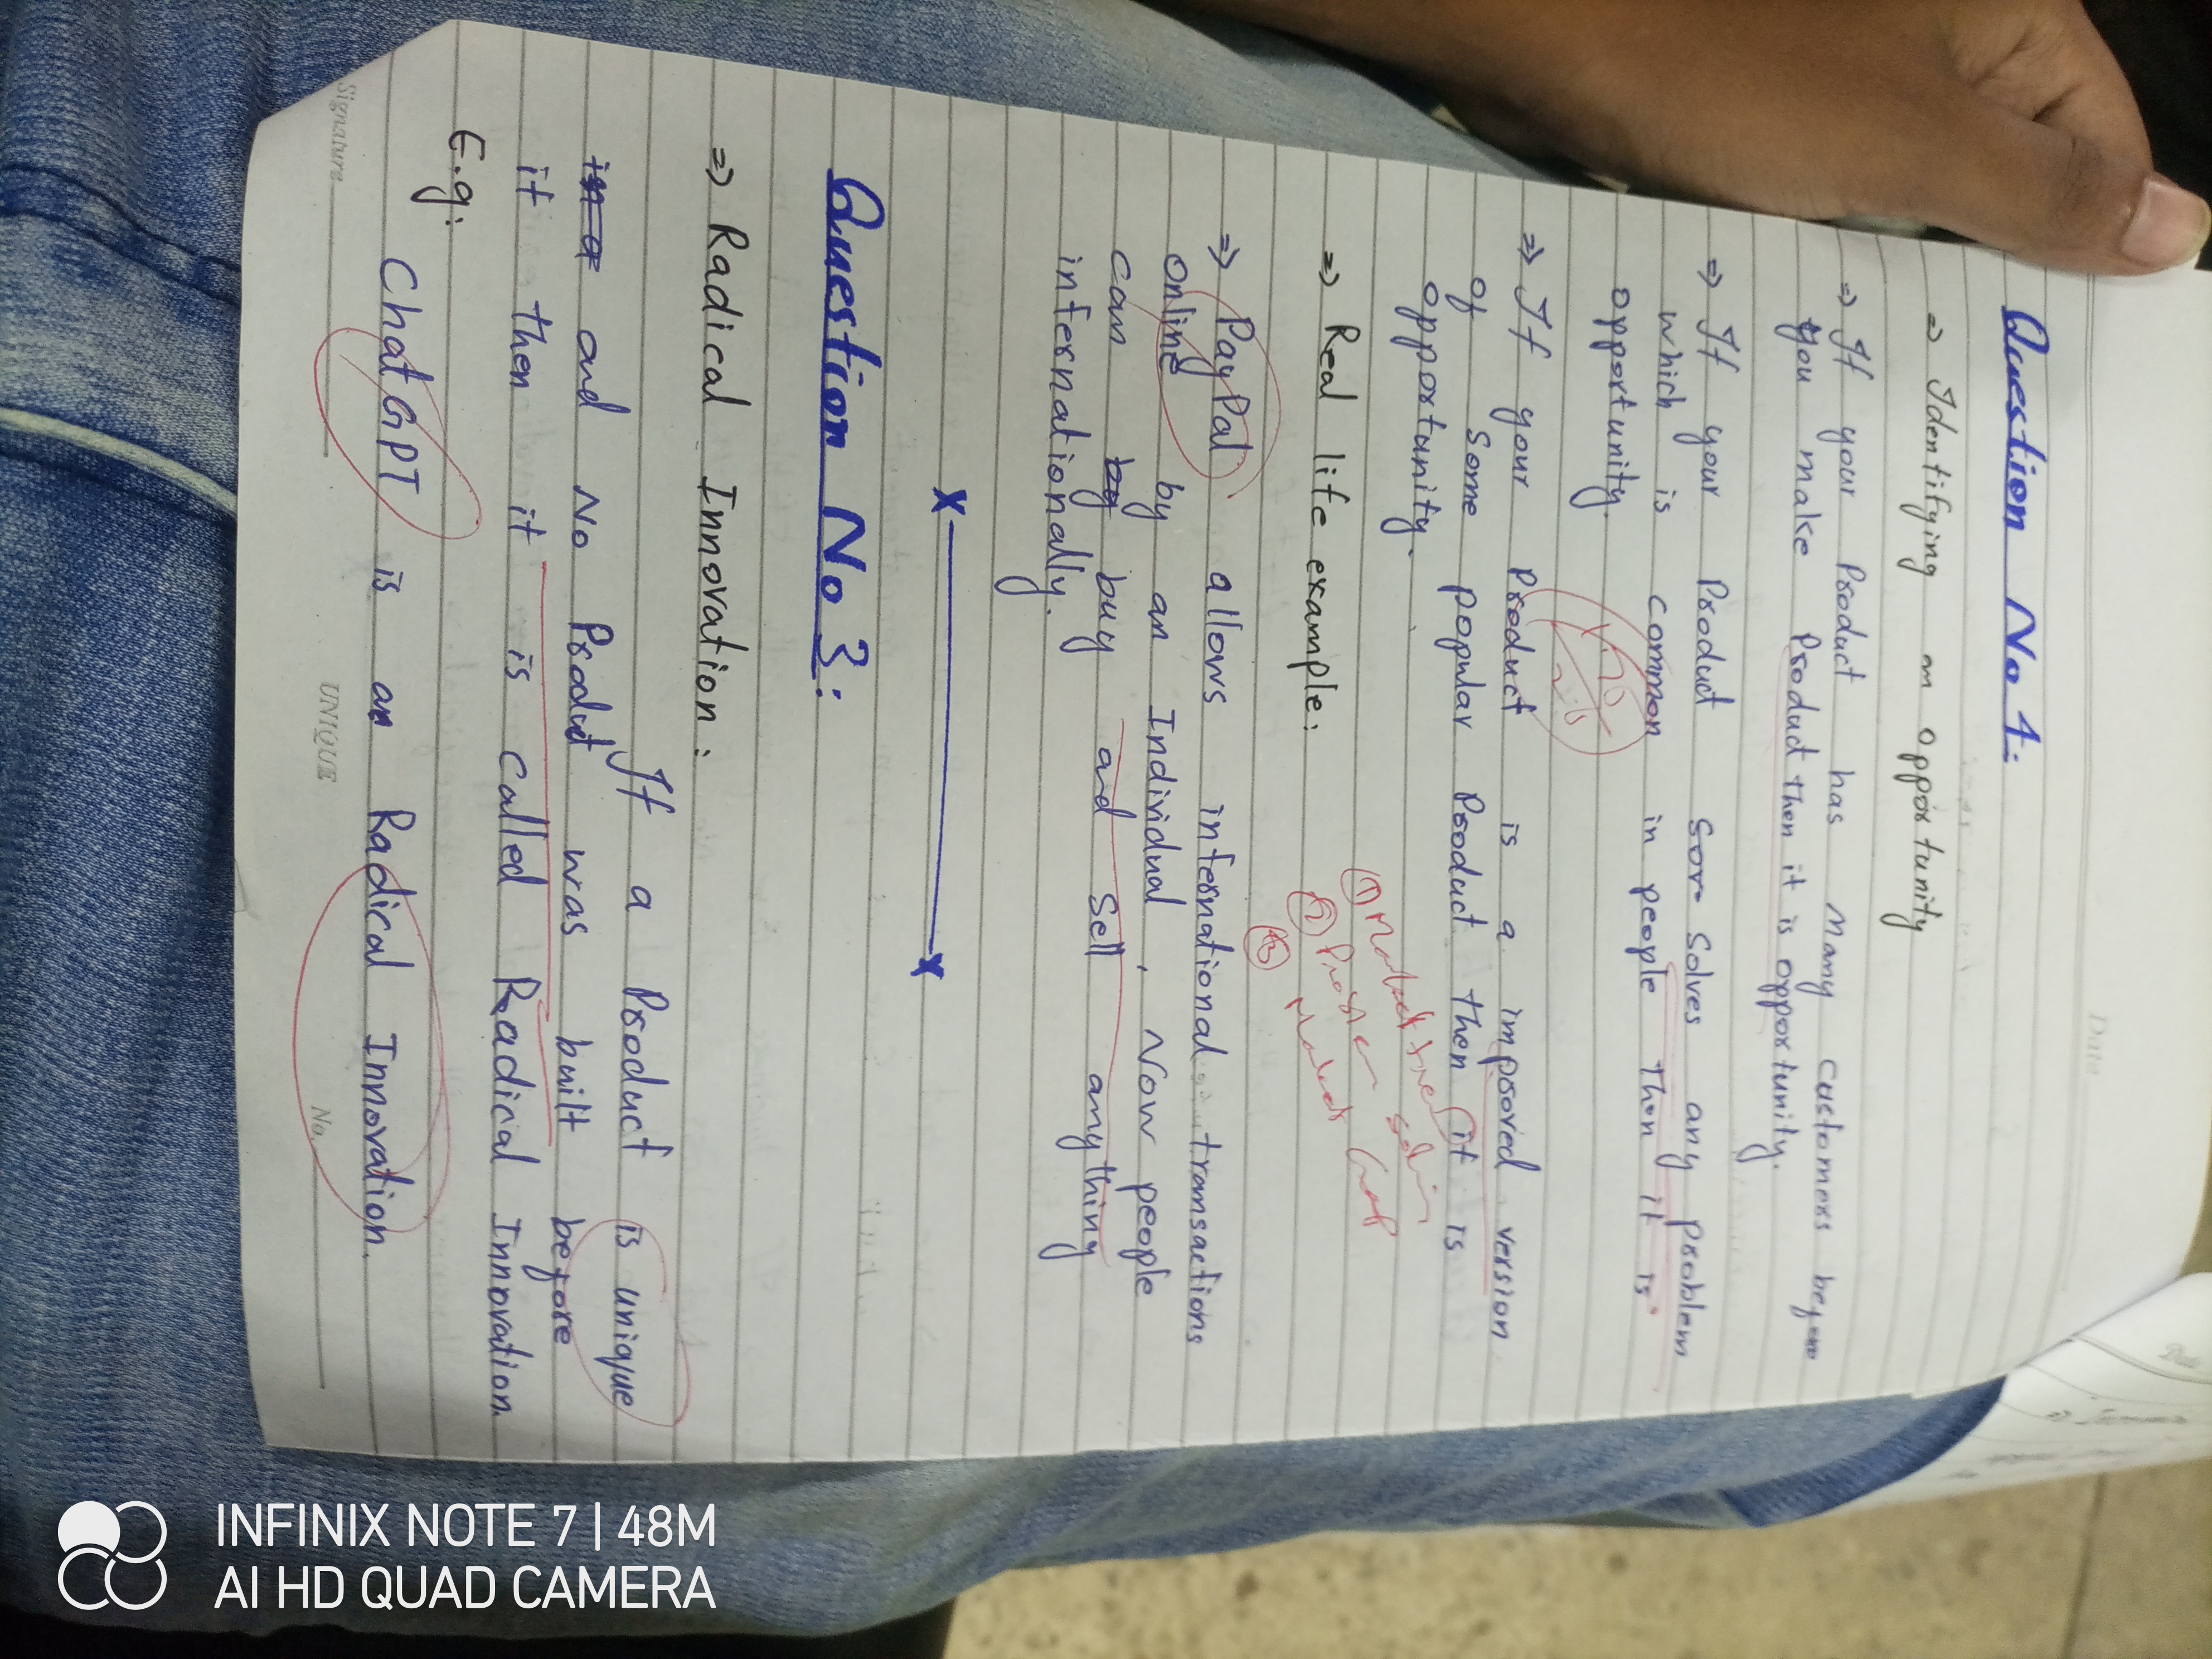 Date
Question No 1:
=> Identifying an opportunity
=> If your Product has many customers before
you make Product then it is opportunity.
=> If your Product Solves any Problem
which is common in people then it is
opportunity.
=> If your Product is a improved version
of some popular Product then it is
opportunity.
=> Real life example:
① Market
② Problem
③ Market
=> PayPal allows international transactions
online by an Individual, Now people
can by buy and sell anything
internationally.
x x
Question No 3:
=> Radical Innovation:
If a Product is unique
in a and No Product was built before
it then it is called Radical Innovation.
E.g:
ChatGPT is an Radical Innovation.
Signature UNIQUE No.
INFINIX NOTE 7 | 48M
AI HD QUAD CAMERA